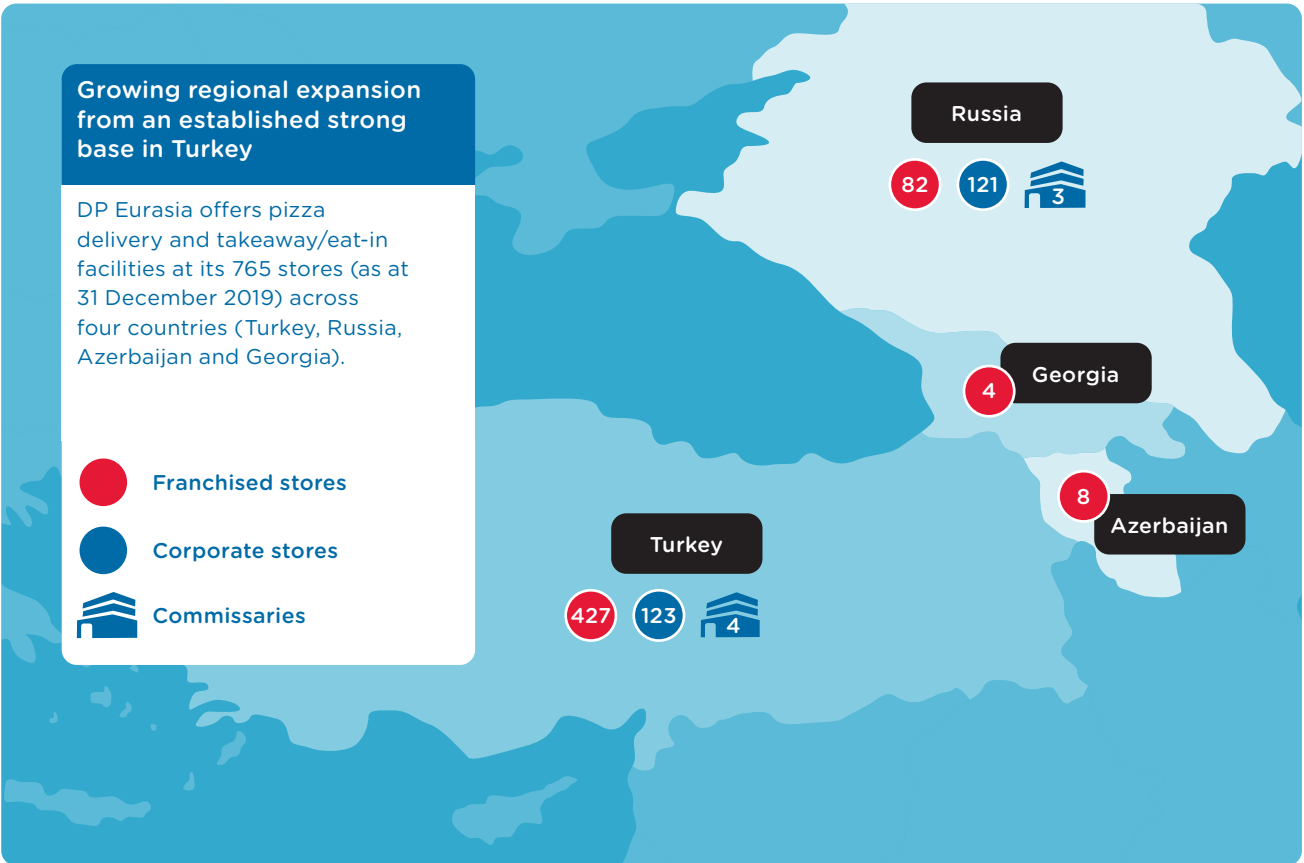 Growing regional expansion
from an established strong
base in Turkey
DP Eurasia offers pizza
delivery and takeaway/eat-in
facilities at its 765 stores (as at
31 December 2019) across
four countries (Turkey, Russia,
Azerbaijan and Georgia).
Franchised stores
Corporate stores
Commissaries
Russia
82 121 3
Georgia
4
8
Azerbaijan
Turkey
427 123 4